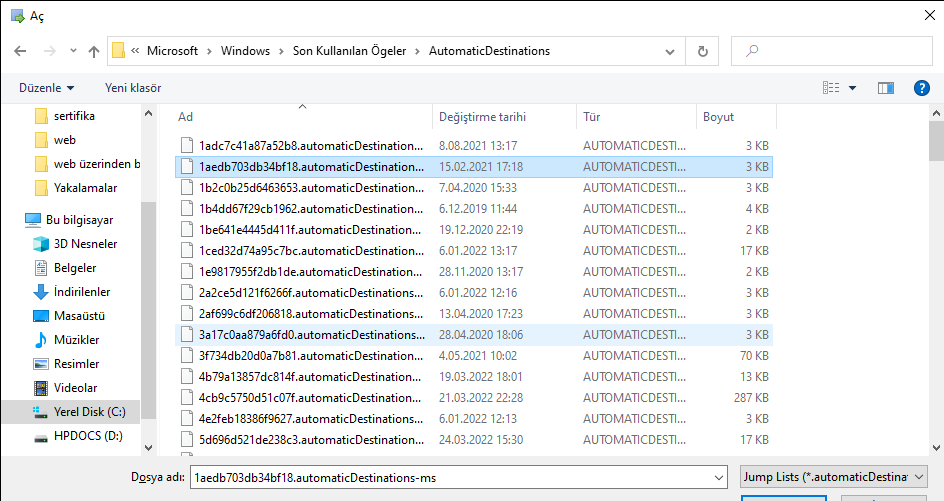 Aç
« Microsoft › Windows › Son Kullanılan Ögeler › AutomaticDestinations
Düzenle Yeni klasör
sertifika
web
web üzerinden b
Yakalamalar
Bu bilgisayar
3D Nesneler
Belgeler
İndirilenler
Masaüstü
Müzikler
Resimler
Videolar
Yerel Disk (C:)
HPDOCS (D:)
Ad Değiştirme tarihi Tür Boyut
1adc7c41a87a52b8.automaticDestination... 8.08.2021 13:17 AUTOMATICDESTI... 3 KB
1aedb703db34bf18.automaticDestination... 15.02.2021 17:18 AUTOMATICDESTI... 3 KB
1b2c0b25d6463653.automaticDestination... 7.04.2020 15:33 AUTOMATICDESTI... 3 KB
1b4dd67f29cb1962.automaticDestination... 6.12.2019 11:44 AUTOMATICDESTI... 4 KB
1be641e4445d411f.automaticDestination... 19.12.2020 22:19 AUTOMATICDESTI... 2 KB
1ced32d74a95c7bc.automaticDestination... 6.01.2022 13:17 AUTOMATICDESTI... 17 KB
1e9817955f2db1de.automaticDestination... 28.11.2020 13:17 AUTOMATICDESTI... 2 KB
2a2ce5d121f6266f.automaticDestinations... 6.01.2022 12:16 AUTOMATICDESTI... 3 KB
2af699c6df206818.automaticDestinations... 13.04.2020 17:23 AUTOMATICDESTI... 3 KB
3a17c0aa879a6fd0.automaticDestinations... 28.04.2020 18:06 AUTOMATICDESTI... 3 KB
3f734db20d0a7b81.automaticDestinations... 4.05.2021 10:02 AUTOMATICDESTI... 70 KB
4b79a13857dc814f.automaticDestinations... 19.03.2022 18:01 AUTOMATICDESTI... 13 KB
4cb9c5750d51c07f.automaticDestinations... 21.03.2022 22:28 AUTOMATICDESTI... 287 KB
4e2feb18386f9627.automaticDestinations... 6.01.2022 12:13 AUTOMATICDESTI... 3 KB
5d696d521de238c3.automaticDestinations... 24.03.2022 15:30 AUTOMATICDESTI... 17 KB
Dosya adı: 1aedb703db34bf18.automaticDestinations-ms Jump Lists (*.automaticDestinat